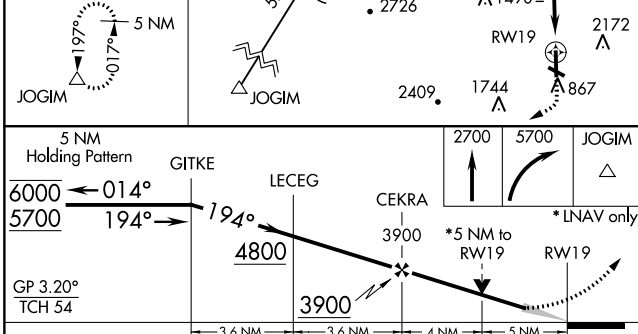 197°
017°
5 NM
JOGIM
JOGIM
2726
2172
RW19
2409
1744
867
5 NM
Holding Pattern
GITKE
2700
5700
JOGIM
6000
014°
5700
194°
194°
LECEG
4800
CEKRA
3900
3900
*5 NM to
RW19
* LNAV only
RW19
GP 3.20°
TCH 54
3.6 NM
3.6 NM
4 NM
5 NM